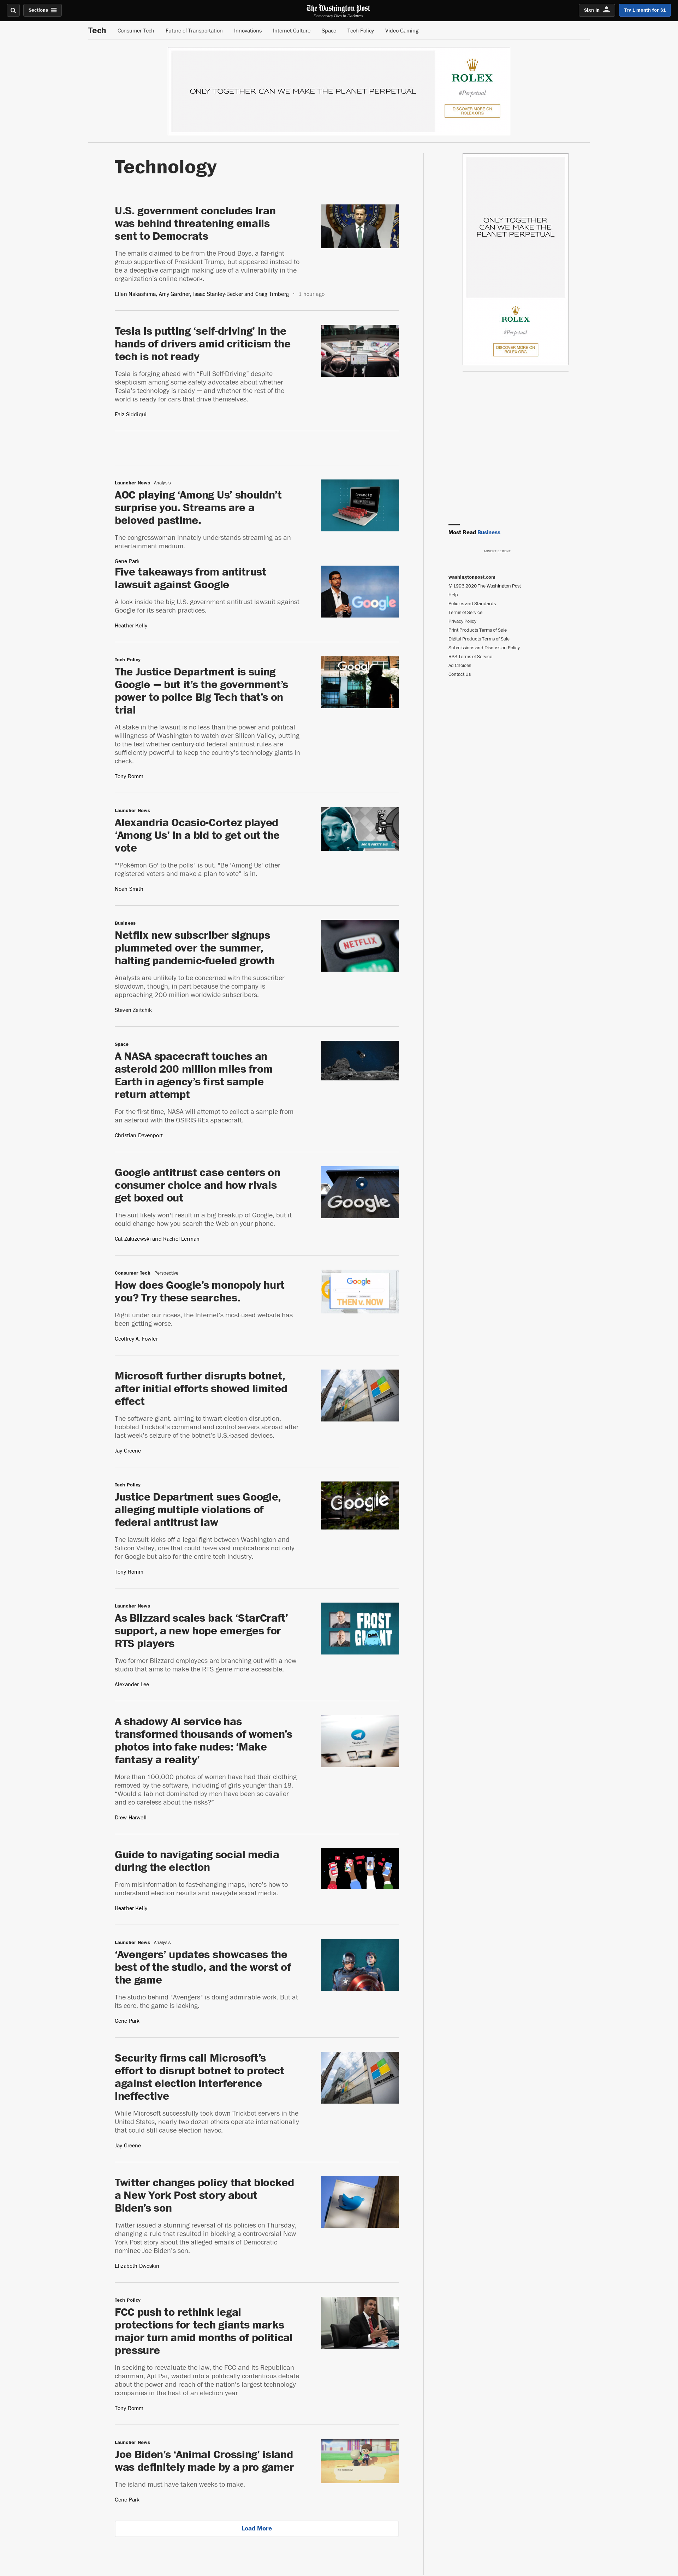 Sections
The Washington Post
Democracy Dies in Darkness
Sign In
Try 1 month for $1
Tech
Consumer Tech
Future of Transportation
Innovations
Internet Culture
Space
Tech Policy
Video Gaming
ONLY TOGETHER CAN WE MAKE THE PLANET PERPETUAL
ROLEX
#Perpetual
DISCOVER MORE ON
ROLEX.ORG
Technology
U.S. government concludes Iran
was behind threatening emails
sent to Democrats
The emails claimed to be from the Proud Boys, a far-right
group supportive of President Trump, but appeared instead to
be a deceptive campaign making use of a vulnerability in the
organization's online network.
Ellen Nakashima, Amy Gardner, Isaac Stanley-Becker and Craig Timberg • 1 hour ago
Tesla is putting ‘self-driving’ in the
hands of drivers amid criticism the
tech is not ready
Tesla is forging ahead with “Full Self-Driving” despite
skepticism among some safety advocates about whether
Tesla's technology is ready — and whether the rest of the
world is ready for cars that drive themselves.
Faiz Siddiqui
Launcher News Analysis
AOC playing ‘Among Us’ shouldn’t
surprise you. Streams are a
beloved pastime.
The congresswoman innately understands streaming as an
entertainment medium.
Gene Park
Five takeaways from antitrust
lawsuit against Google
A look inside the big U.S. government antitrust lawsuit against
Google for its search practices.
Heather Kelly
Google
Tech Policy
The Justice Department is suing
Google — but it’s the government’s
power to police Big Tech that’s on
trial
At stake in the lawsuit is no less than the power and political
willingness of Washington to watch over Silicon Valley, putting
to the test whether century-old federal antitrust rules are
sufficiently powerful to keep the country's technology giants in
check.
Tony Romm
Google
Launcher News
Alexandria Ocasio-Cortez played
‘Among Us’ in a bid to get out the
vote
"‘Pokémon Go’ to the polls" is out. "Be ‘Among Us’ other
registered voters and make a plan to vote" is in.
Noah Smith
Business
Netflix new subscriber signups
plummeted over the summer,
halting pandemic-fueled growth
Analysts are unlikely to be concerned with the subscriber
slowdown, though, in part because the company is
approaching 200 million worldwide subscribers.
Steven Zeitchik
NETFLIX
Space
A NASA spacecraft touches an
asteroid 200 million miles from
Earth in agency’s first sample
return attempt
For the first time, NASA will attempt to collect a sample from
an asteroid with the OSIRIS-REx spacecraft.
Christian Davenport
Google antitrust case centers on
consumer choice and how rivals
get boxed out
The suit likely won't result in a big breakup of Google, but it
could change how you search the Web on your phone.
Cat Zakrzewski and Rachel Lerman
Google
Consumer Tech Perspective
How does Google’s monopoly hurt
you? Try these searches.
Right under our noses, the Internet's most-used website has
been getting worse.
Geoffrey A. Fowler
Google
THEN v. NOW
Microsoft further disrupts botnet,
after initial efforts showed limited
effect
The software giant, aiming to thwart election disruption,
hobbled Trickbot's command-and-control servers abroad after
last week's seizure of the botnet's U.S.-based devices.
Jay Greene
Tech Policy
Justice Department sues Google,
alleging multiple violations of
federal antitrust law
The lawsuit kicks off a legal fight between Washington and
Silicon Valley, one that could have vast implications not only
for Google but also for the entire tech industry.
Tony Romm
Google
Launcher News
As Blizzard scales back ‘StarCraft’
support, a new hope emerges for
RTS players
Two former Blizzard employees are branching out with a new
studio that aims to make the RTS genre more accessible.
Alexander Lee
FROST
GIANT
A shadowy AI service has
transformed thousands of women’s
photos into fake nudes: ‘Make
fantasy a reality’
More than 100,000 photos of women have had their clothing
removed by the software, including of girls younger than 18.
“Would a lab not dominated by men have been so cavalier
and so careless about the risks?”
Drew Harwell
Telegram
Guide to navigating social media
during the election
From misinformation to fast-changing maps, here's how to
understand election results and navigate social media.
Heather Kelly
Launcher News Analysis
‘Avengers’ updates showcases the
best of the studio, and the worst of
the game
The studio behind "Avengers" is doing admirable work. But at
its core, the game is lacking.
Gene Park
Security firms call Microsoft’s
effort to disrupt botnet to protect
against election interference
ineffective
While Microsoft successfully took down Trickbot servers in the
United States, nearly two dozen others operate internationally
that could still cause election havoc.
Jay Greene
Twitter changes policy that blocked
a New York Post story about
Biden’s son
Twitter issued a stunning reversal of its policies on Thursday,
changing a rule that resulted in blocking a controversial New
York Post story about the alleged emails of Democratic
nominee Joe Biden's son.
Elizabeth Dwoskin
Tech Policy
FCC push to rethink legal
protections for tech giants marks
major turn amid months of political
pressure
In seeking to reevaluate the law, the FCC and its Republican
chairman, Ajit Pai, waded into a politically contentious debate
about the power and reach of the nation's largest technology
companies in the heat of an election year
Tony Romm
Launcher News
Joe Biden’s ‘Animal Crossing’ island
was definitely made by a pro gamer
The island must have taken weeks to make.
Gene Park
Load More
ONLY TOGETHER
CAN WE MAKE THE
PLANET PERPETUAL
ROLEX
#Perpetual
DISCOVER MORE ON
ROLEX.ORG
Most Read Business
ADVERTISEMENT
washingtonpost.com
© 1996-2020 The Washington Post
Help
Policies and Standards
Terms of Service
Privacy Policy
Print Products Terms of Sale
Digital Products Terms of Sale
Submissions and Discussion Policy
RSS Terms of Service
Ad Choices
Contact Us